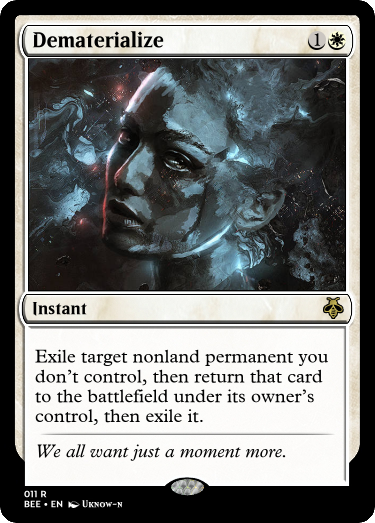 Dematerialize 1
Instant
Exile target nonland permanent you
don't control, then return that card
to the battlefield under its owner's
control, then exile it.
We all want just a moment more.
011 R
BEE • EN Uknow-n